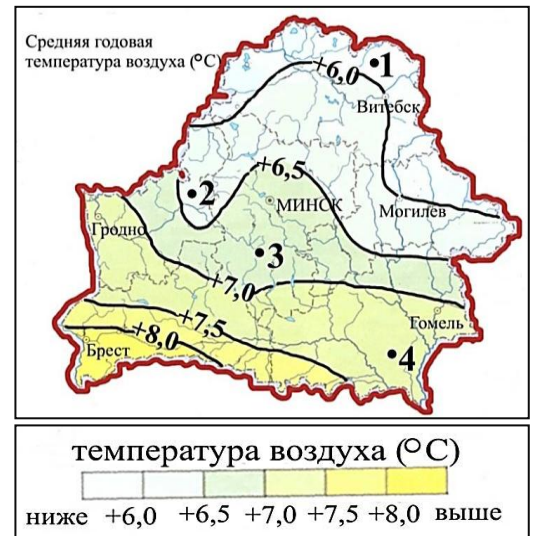 Средняя годовая
температура воздуха (°C)
+6,0
1
Витебск
+6,5
2
МИНСК
Могилев
Гродно
3
+7,0
+7,5
Гомель
+8,0
Брест
4
температура воздуха (°C)
ниже +6,0 +6,5 +7,0 +7,5 +8,0 выше